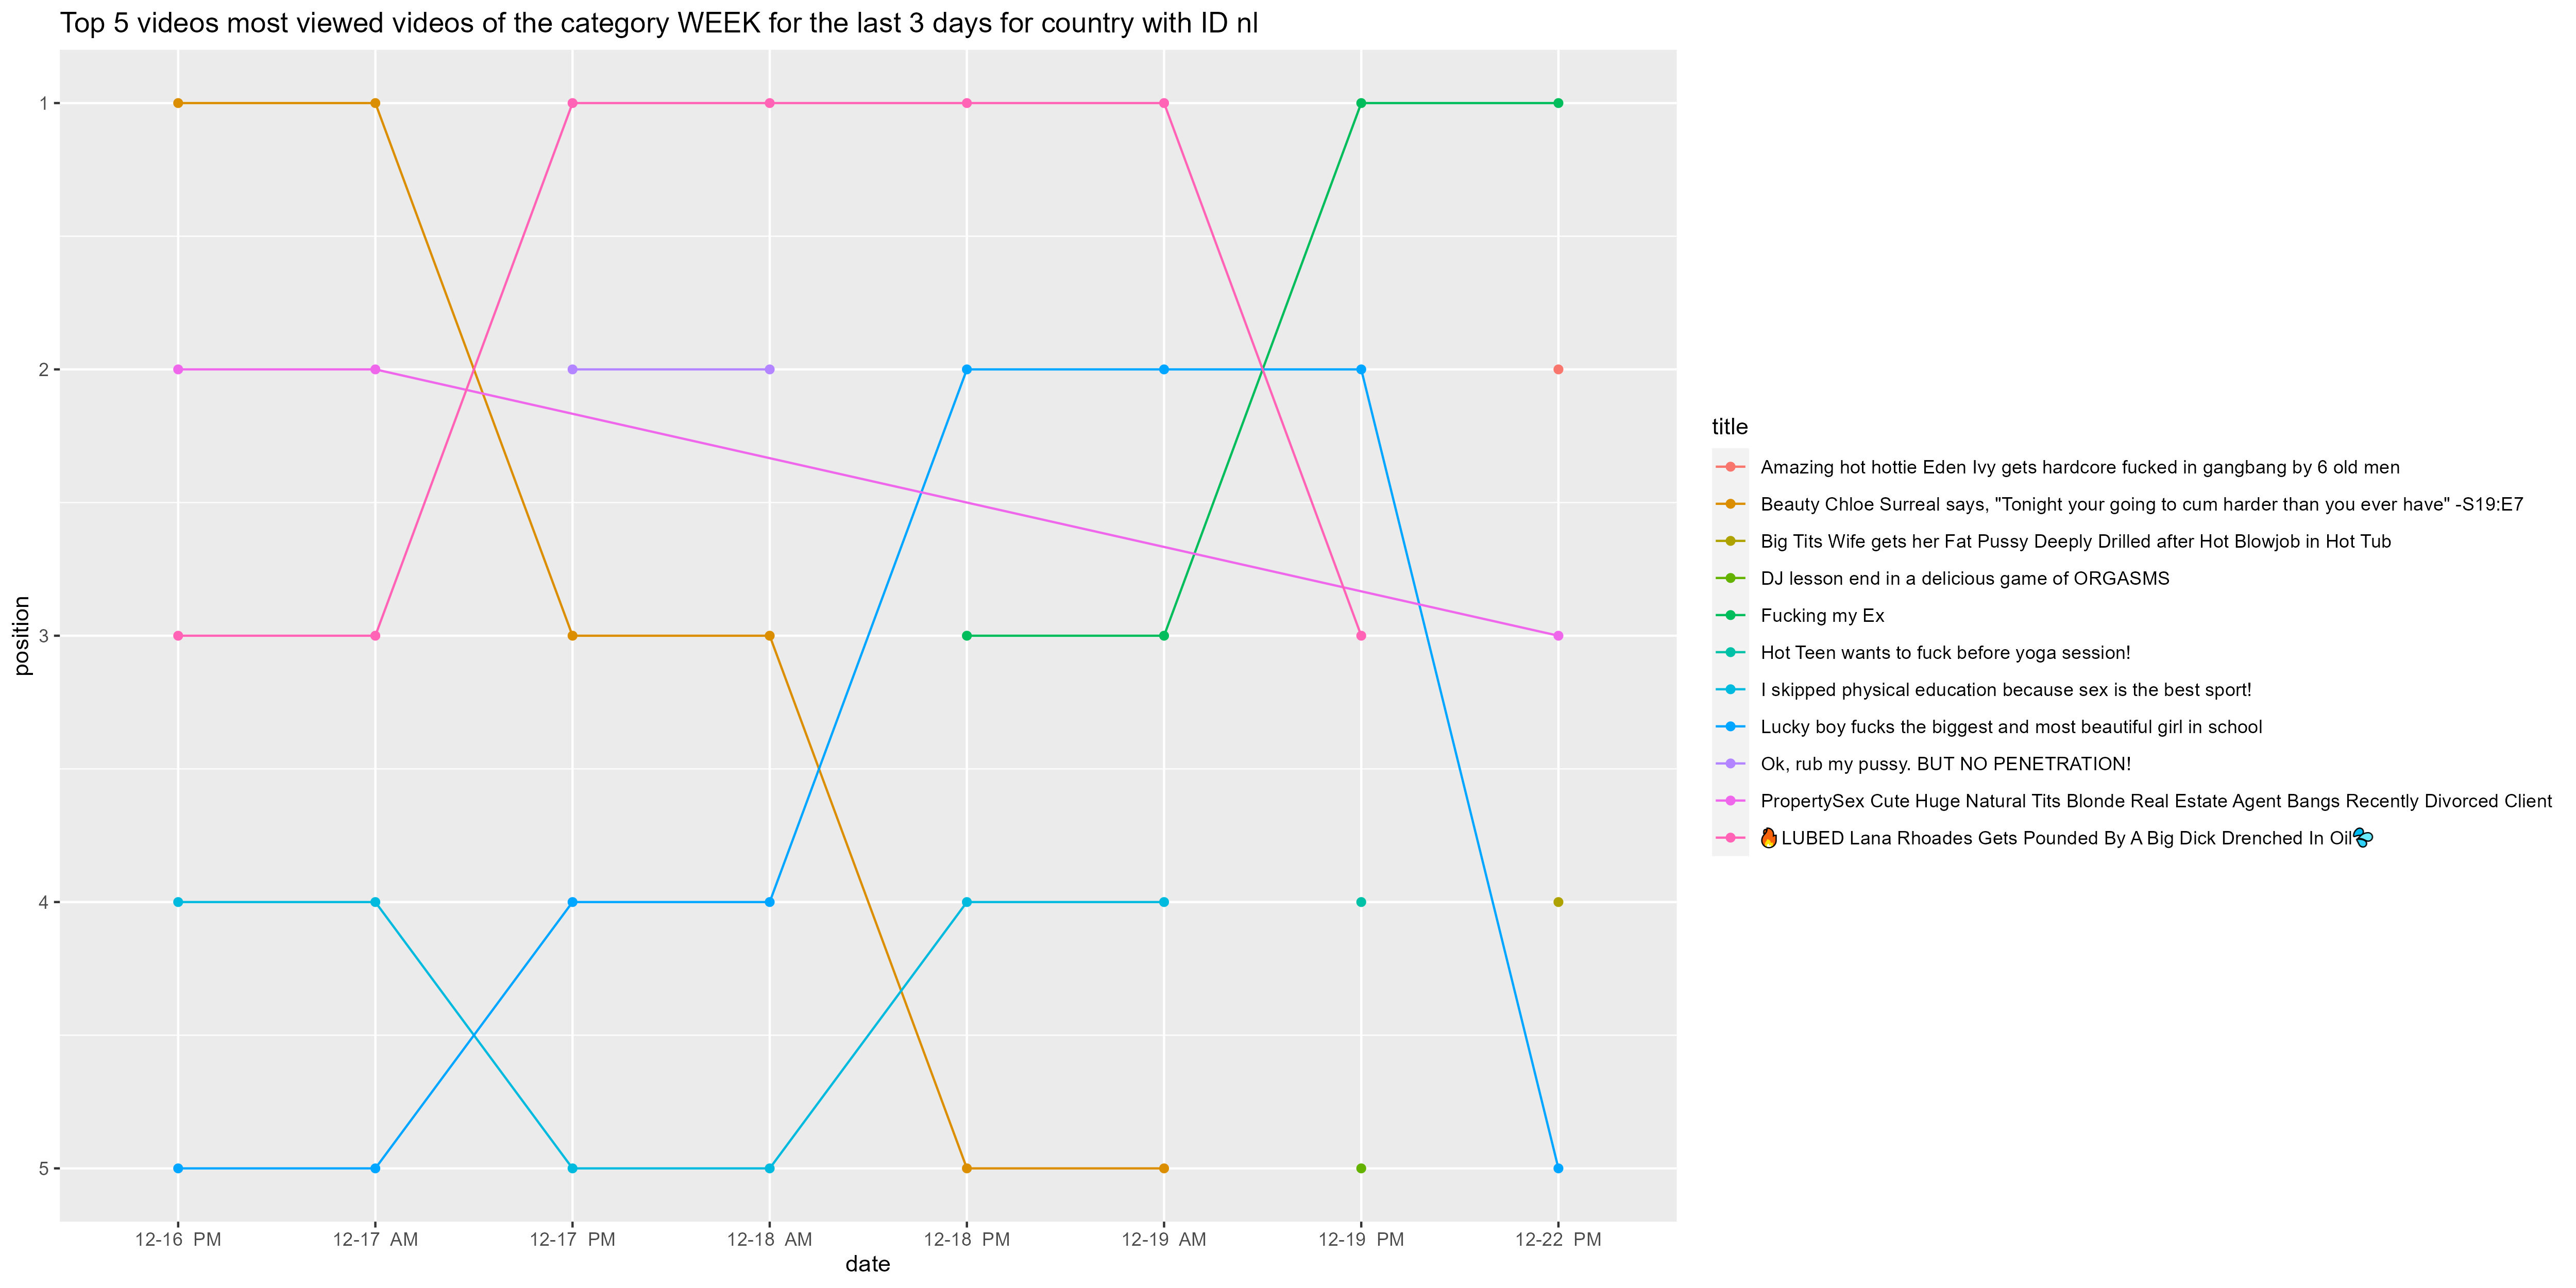 Top 5 videos most viewed videos of the category WEEK for the last 3 days for country with ID nl
1
2
3
4
5
position
12-16 PM
12-17 AM
12-17 PM
12-18 AM
12-18 PM
12-19 AM
12-19 PM
12-22 PM
date
title
Amazing hot hottie Eden Ivy gets hardcore fucked in gangbang by 6 old men
Beauty Chloe Surreal says, "Tonight your going to cum harder than you ever have" -S19:E7
Big Tits Wife gets her Fat Pussy Deeply Drilled after Hot Blowjob in Hot Tub
DJ lesson end in a delicious game of ORGASMS
Fucking my Ex
Hot Teen wants to fuck before yoga session!
I skipped physical education because sex is the best sport!
Lucky boy fucks the biggest and most beautiful girl in school
Ok, rub my pussy. BUT NO PENETRATION!
PropertySex Cute Huge Natural Tits Blonde Real Estate Agent Bangs Recently Divorced Client
🔥LUBED Lana Rhoades Gets Pounded By A Big Dick Drenched In Oil💦